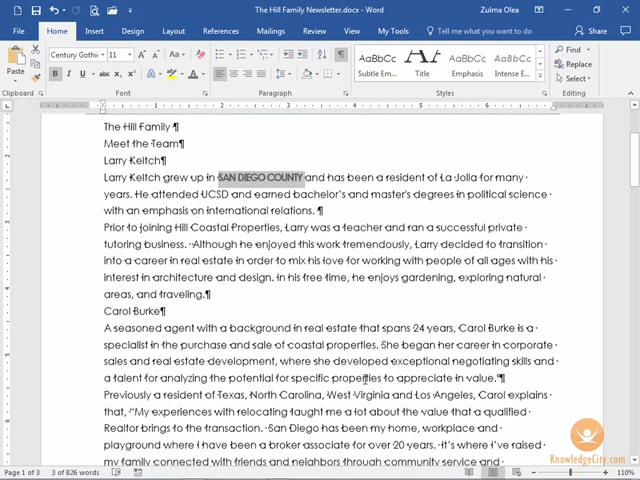 The Hill Family Newsletter.docx - Word
Zulma Olea
File Home Insert Design Layout References Mailings Review View My Tools Tell me Share
Paste
Century Gothic 11 A A Aa
B I U abc x₂ x² A A
AaBbCc AaBbCc AaBbCc
Subtle Em... Title Emphasis Intense E...
Find
Replace
Select
Clipboard Font Paragraph Styles Editing
1 2 3 4 5 6
The Hill Family ¶
Meet the Team¶
Larry Keltch¶
Larry Keltch grew up in SAN DIEGO COUNTY and has been a resident of La Jolla for many
years. He attended UCSD and earned bachelor's and master's degrees in political science
with an emphasis on international relations. ¶
Prior to joining Hill Coastal Properties, Larry was a teacher and ran a successful private
tutoring business. Although he enjoyed this work tremendously, Larry decided to transition
into a career in real estate in order to mix his love for working with people of all ages with his
interest in architecture and design. In his free time, he enjoys gardening, exploring natural
areas, and traveling.¶
Carol Burke¶
A seasoned agent with a background in real estate that spans 24 years, Carol Burke is a
specialist in the purchase and sale of coastal properties. She began her career in corporate
sales and real estate development, where she developed exceptional negotiating skills and
a talent for analyzing the potential for specific properties to appreciate in value."¶
Previously a resident of Texas, North Carolina, West Virginia and Los Angeles, Carol explains
that, "My experiences with relocating taught me a lot about the value that a qualified
Realtor brings to the transaction. San Diego has been my home, workplace and
playground where I have been a broker associate for over 20 years. It's where I've raised
my family connected with friends and neighbors through community service and
KnowledgeCity.com
Page 1 of 3 3 of 826 words 110%